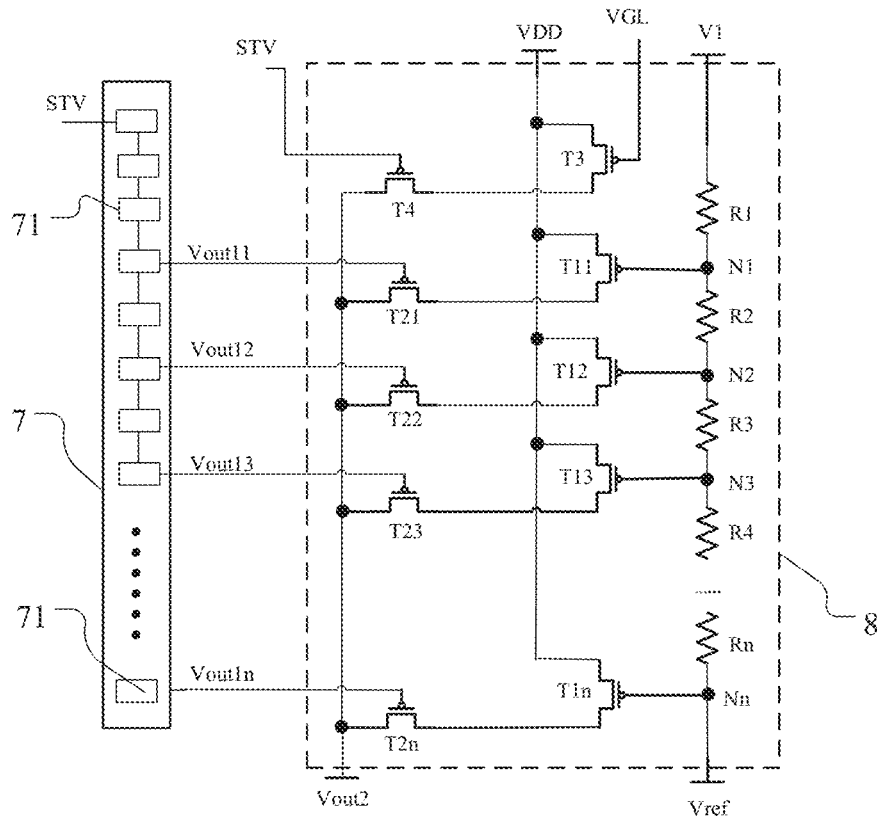 VGL
VDD
V1
STV
STV
T3
T4
R1
71
Vout11
T11
N1
T21
R2
Vout12
T12
N2
T22
R3
7
Vout13
T13
N3
T23
R4
8
71
Rn
Vout1n
T1n
Nn
T2n
Vout2
Vref